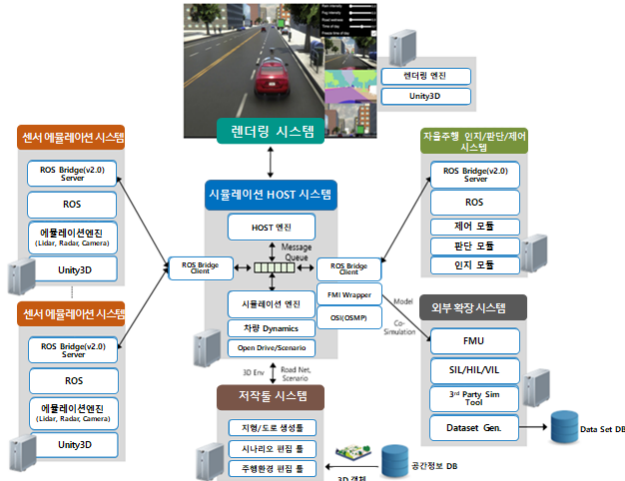 렌더링 엔진
Unity3D
렌더링 시스템
센서 에뮬레이션 시스템
ROS Bridge(v2.0)
Server
ROS
에뮬레이션엔진
(Lidar, Radar, Camera)
Unity3D
센서 에뮬레이션 시스템
ROS Bridge(v2.0)
Server
ROS
에뮬레이션엔진
(Lidar, Radar, Camera)
Unity3D
시뮬레이션 HOST 시스템
HOST 엔진
Message
Queue
ROS Bridge
Client
ROS Bridge
Client
FMI Wrapper
OSI(OSMP)
시뮬레이션 엔진
차량 Dynamics
Open Drive/Scenario
3D Env
Road Net,
Scenario
Model
Co-
Simulation
저작툴 시스템
지형/도로 생성툴
시나리오 편집 툴
주행환경 편집 툴
3D 객체
공간정보 DB
자율주행 인지/판단/제어
시스템
ROS Bridge(v2.0)
Server
ROS
제어 모듈
판단 모듈
인지 모듈
외부 확장 시스템
FMU
SIL/HIL/VIL
3rd Party Sim
Tool
Dataset Gen.
Data Set DB